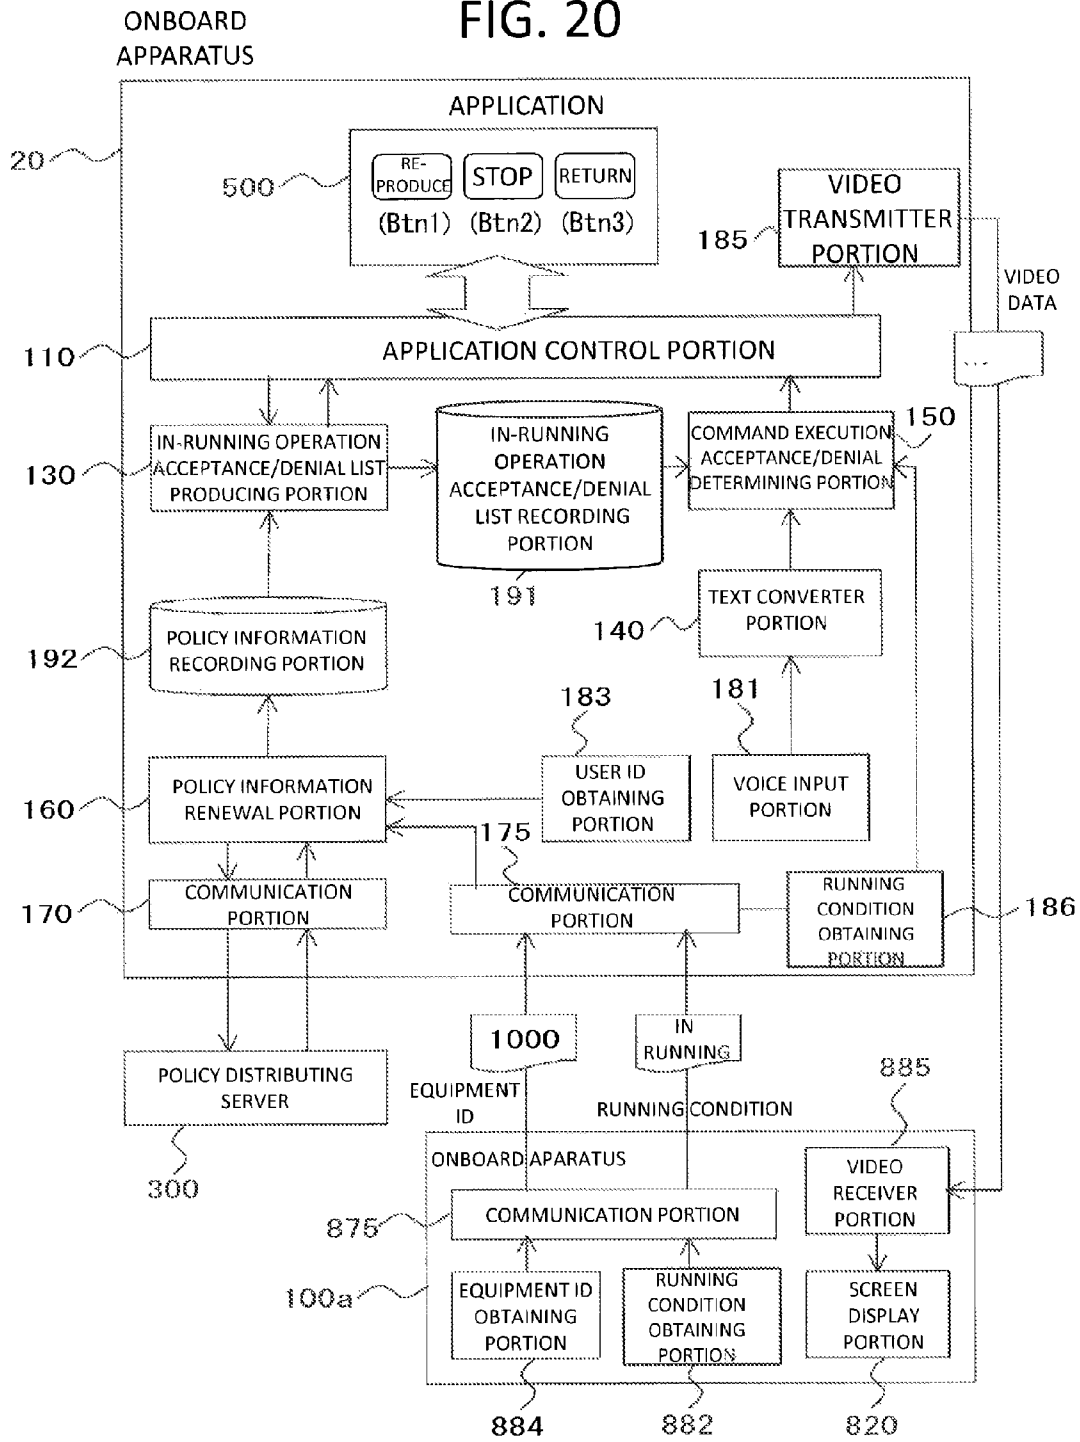 FIG. 20
ONBOARD
APPARATUS
20
APPLICATION
500
RE-
PRODUCE
STOP
RETURN
(Btn1)
(Btn2)
(Btn3)
185
VIDEO
TRANSMITTER
PORTION
VIDEO
DATA
...
110
APPLICATION CONTROL PORTION
130
IN-RUNNING OPERATION
ACCEPTANCE/DENIAL LIST
PRODUCING PORTION
IN-RUNNING
OPERATION
ACCEPTANCE/DENIAL
LIST RECORDING
PORTION
191
150
COMMAND EXECUTION
ACCEPTANCE/DENIAL
DETERMINING PORTION
140
TEXT CONVERTER
PORTION
192
POLICY INFORMATION
RECORDING PORTION
183
181
160
POLICY INFORMATION
RENEWAL PORTION
USER ID
OBTAINING
PORTION
VOICE INPUT
PORTION
175
170
COMMUNICATION
PORTION
COMMUNICATION
PORTION
RUNNING
CONDITION
OBTAINING
PORTION
186
1000
IN
RUNNING
POLICY DISTRIBUTING
SERVER
300
EQUIPMENT
ID
RUNNING CONDITION
885
ONBOARD APARATUS
875
COMMUNICATION PORTION
VIDEO
RECEIVER
PORTION
100a
EQUIPMENT ID
OBTAINING
PORTION
RUNNING
CONDITION
OBTAINING
PORTION
SCREEN
DISPLAY
PORTION
884
882
820